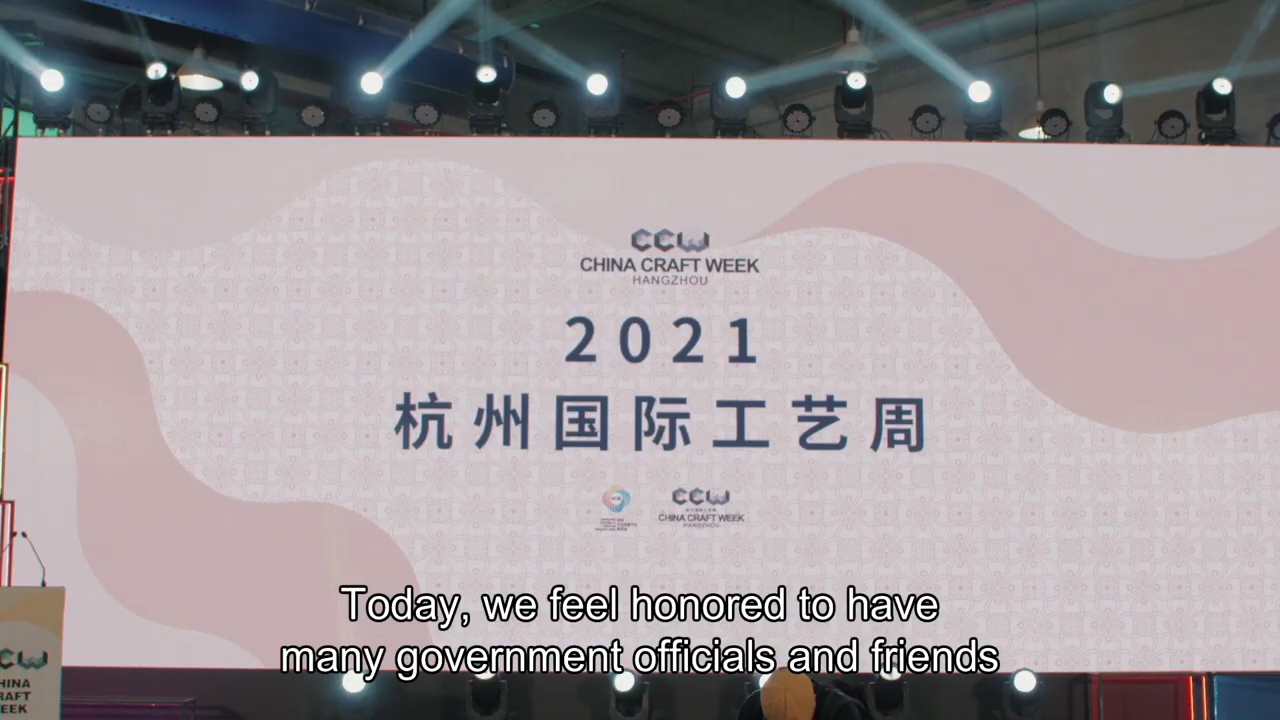 CCW
CHINA CRAFT WEEK
HANGZHOU
2021
杭州国际工艺周
CCW
CHINA CRAFT WEEK
HANGZHOU
CCW
CHINA
CRAFT
WEEK
Today, we feel honored to have
many government officials and friends